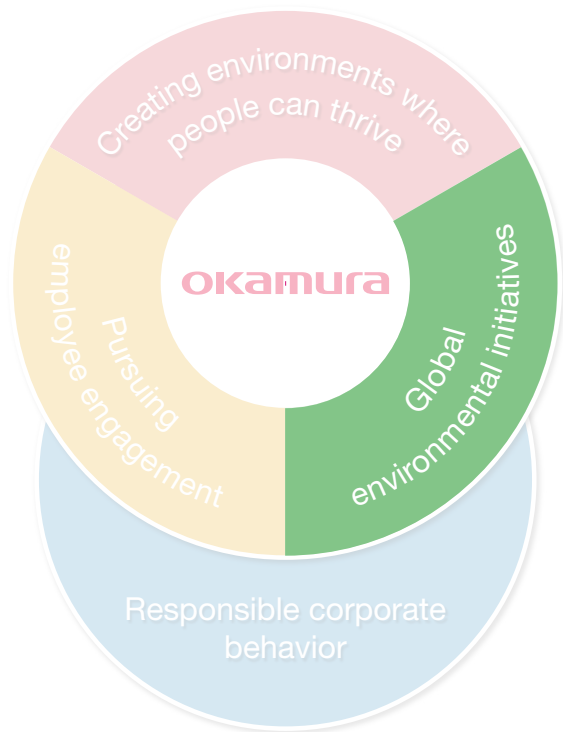 Creating environments where
people can thrive
okamura
Pursuing
employee engagement
Global
environmental initiatives
Responsible corporate
behavior